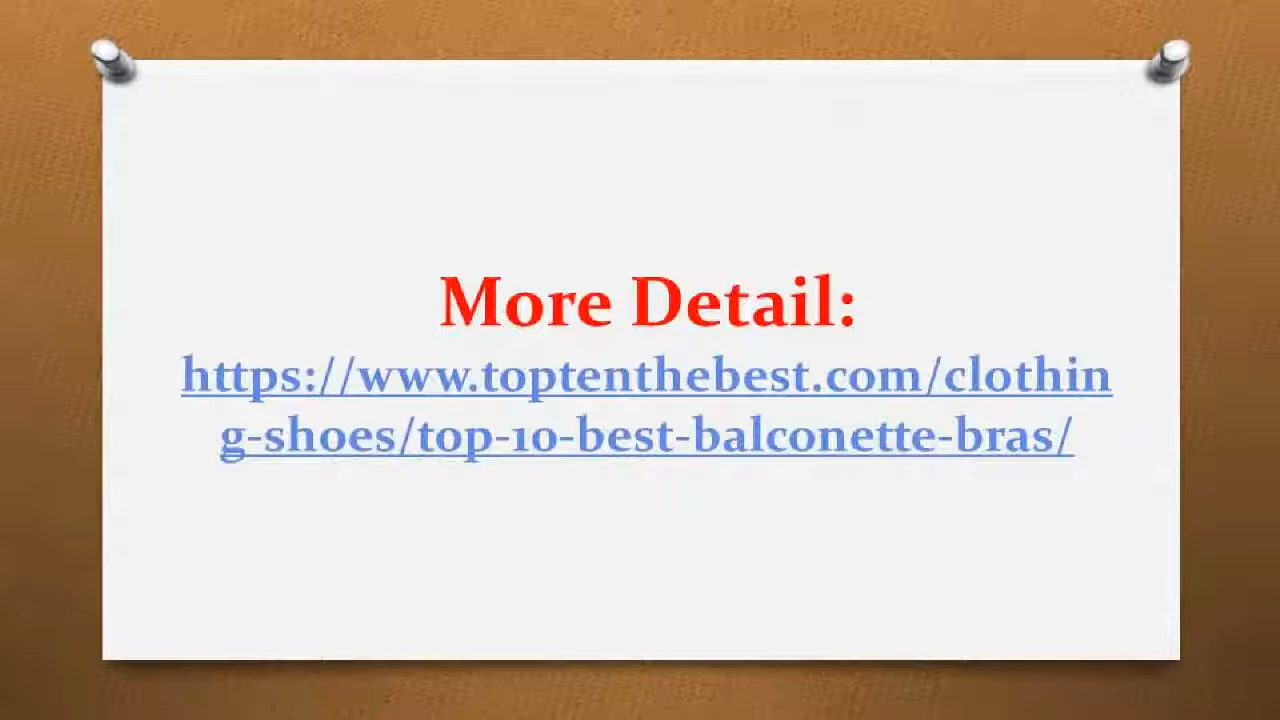 More Detail:
https://www.toptenthebest.com/clothin
g-shoes/top-10-best-balconette-bras/